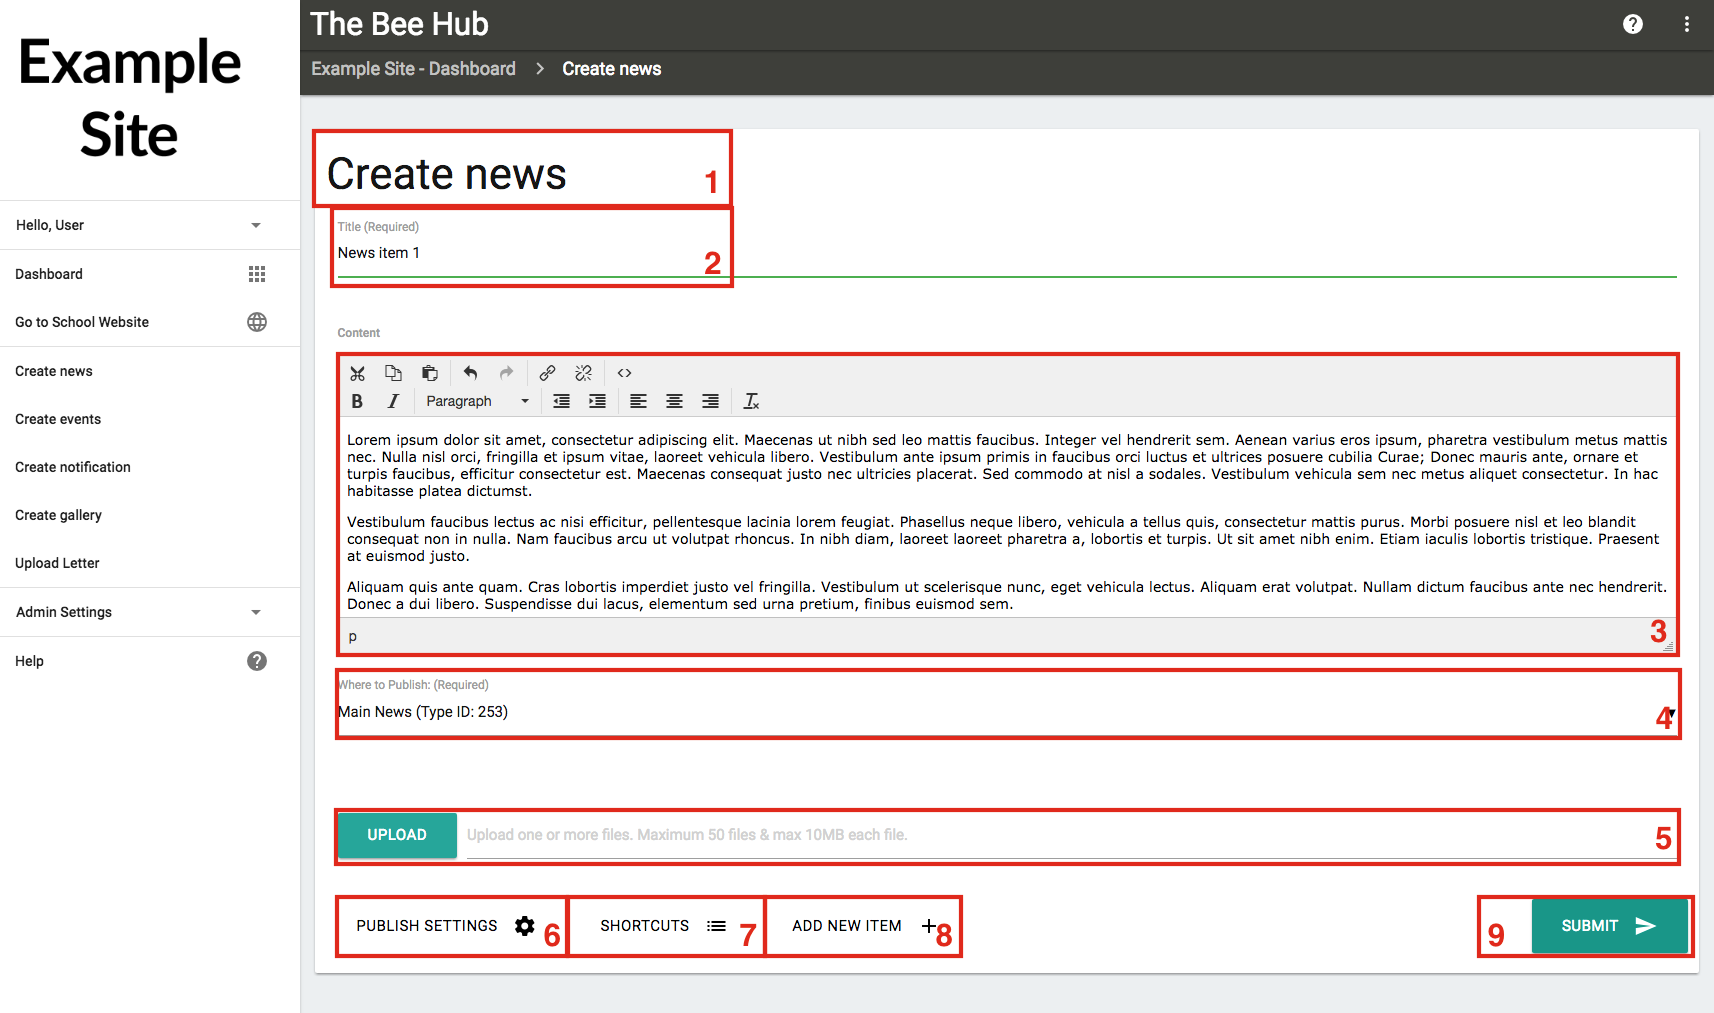 Example
Site
Hello, User
Dashboard
Go to School Website
Create news
Create events
Create notification
Create gallery
Upload Letter
Admin Settings
Help
The Bee Hub
Example Site - Dashboard > Create news
Create news
1
Title (Required)
News item 1
2
Content
B I Paragraph
Lorem ipsum dolor sit amet, consectetur adipiscing elit. Maecenas ut nibh sed leo mattis faucibus. Integer vel hendrerit sem. Aenean varius eros ipsum, pharetra vestibulum metus mattis
nec. Nulla nisl orci, fringilla et ipsum vitae, laoreet vehicula libero. Vestibulum ante ipsum primis in faucibus orci luctus et ultrices posuere cubilia Curae; Donec mauris ante, ornare et
turpis faucibus, efficitur consectetur est. Maecenas consequat justo nec ultricies placerat. Sed commodo at nisl a sodales. Vestibulum vehicula sem nec metus aliquet consectetur. In hac
habitasse platea dictumst.
Vestibulum faucibus lectus ac nisi efficitur, pellentesque lacinia lorem feugiat. Phasellus neque libero, vehicula a tellus quis, consectetur mattis purus. Morbi posuere nisl et leo blandit
consequat non in nulla. Nam faucibus arcu ut volutpat rhoncus. In nibh diam, laoreet laoreet pharetra a, lobortis et turpis. Ut sit amet nibh enim. Etiam iaculis lobortis tristique. Praesent
at euismod justo.
Aliquam quis ante quam. Cras lobortis imperdiet justo vel fringilla. Vestibulum ut scelerisque nunc, eget vehicula lectus. Aliquam erat volutpat. Nullam dictum faucibus ante nec hendrerit.
Donec a dui libero. Suspendisse dui lacus, elementum sed urna pretium, finibus euismod sem.
p
3
Where to Publish: (Required)
Main News (Type ID: 253)
4
UPLOAD Upload one or more files. Maximum 50 files & max 10MB each file.
5
PUBLISH SETTINGS 6 SHORTCUTS 7 ADD NEW ITEM 8 9 SUBMIT